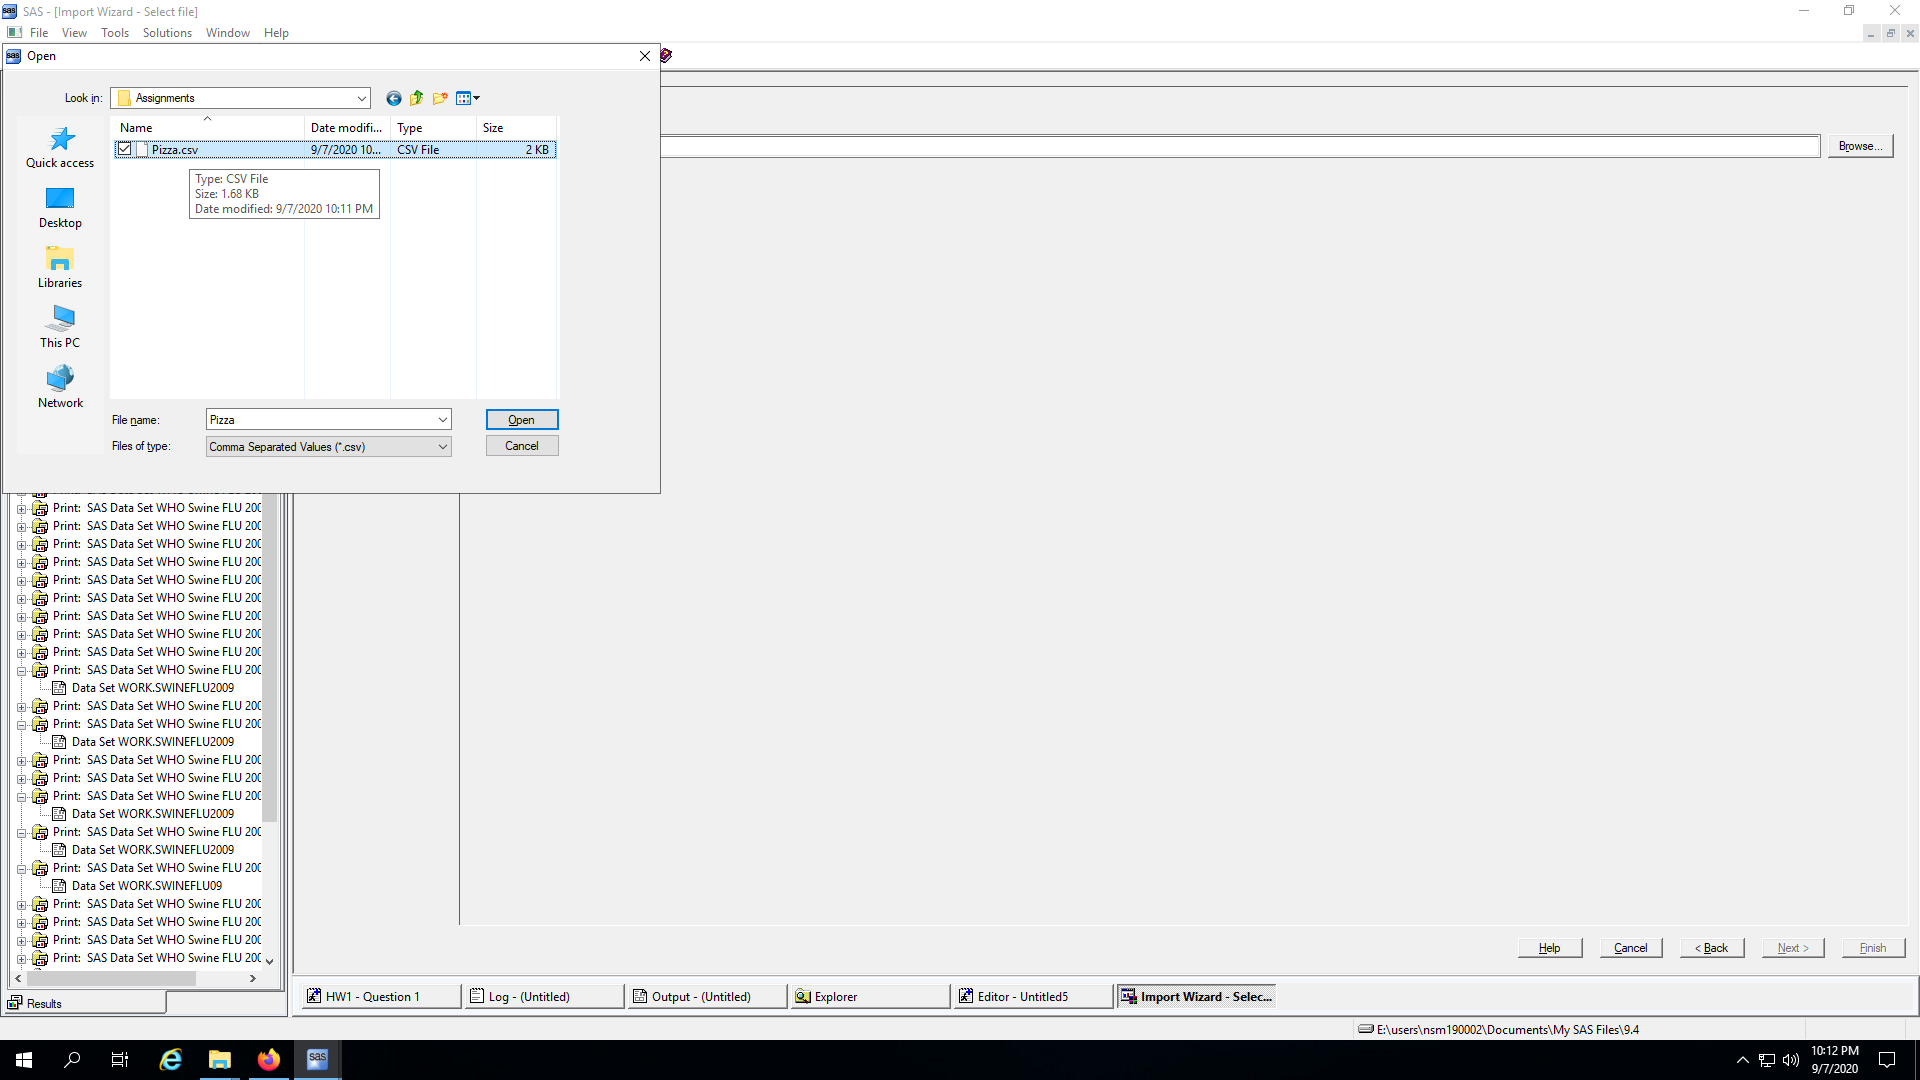 SAS - [Import Wizard - Select file]
File View Tools Solutions Window Help
Open
Look in: Assignments
Name Date modifi... Type Size
Pizza.csv 9/7/2020 10... CSV File 2 KB
Type: CSV File
Size: 1.68 KB
Date modified: 9/7/2020 10:11 PM
Quick access
Desktop
Libraries
This PC
Network
File name: Pizza Open
Files of type: Comma Separated Values (*.csv) Cancel
Browse...
Print: SAS Data Set WHO Swine FLU 200
Print: SAS Data Set WHO Swine FLU 200
Print: SAS Data Set WHO Swine FLU 200
Print: SAS Data Set WHO Swine FLU 200
Print: SAS Data Set WHO Swine FLU 200
Print: SAS Data Set WHO Swine FLU 200
Print: SAS Data Set WHO Swine FLU 200
Print: SAS Data Set WHO Swine FLU 200
Print: SAS Data Set WHO Swine FLU 200
Print: SAS Data Set WHO Swine FLU 200
Data Set WORK.SWINEFLU2009
Print: SAS Data Set WHO Swine FLU 200
Print: SAS Data Set WHO Swine FLU 200
Data Set WORK.SWINEFLU2009
Print: SAS Data Set WHO Swine FLU 200
Print: SAS Data Set WHO Swine FLU 200
Print: SAS Data Set WHO Swine FLU 200
Data Set WORK.SWINEFLU2009
Print: SAS Data Set WHO Swine FLU 200
Data Set WORK.SWINEFLU2009
Print: SAS Data Set WHO Swine FLU 200
Data Set WORK.SWINEFLU09
Print: SAS Data Set WHO Swine FLU 200
Print: SAS Data Set WHO Swine FLU 200
Print: SAS Data Set WHO Swine FLU 200
Print: SAS Data Set WHO Swine FLU 200
Help Cancel < Back Next > Finish
Results
HW1 - Question 1 Log - (Untitled) Output - (Untitled) Explorer Editor - Untitled5 Import Wizard - Selec...
E:\users\nsm190002\Documents\My SAS Files\9.4
sas
10:12 PM
9/7/2020